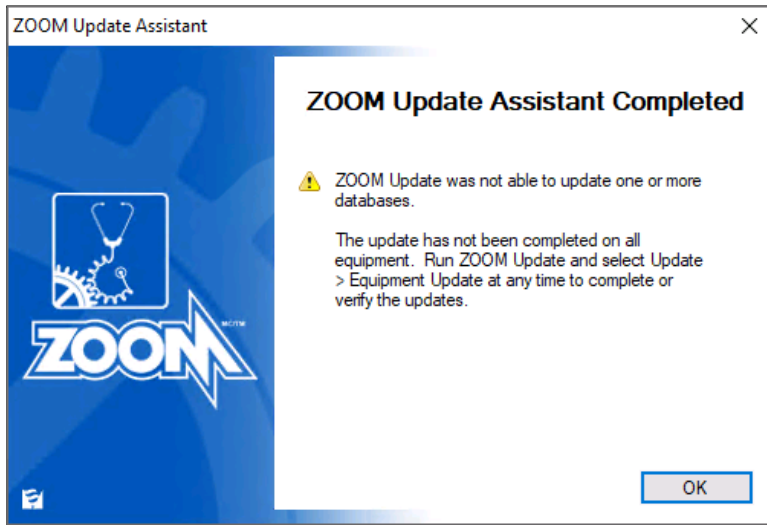 ZOOM Update Assistant
ZOOM Update Assistant Completed
ZOOM Update was not able to update one or more
databases.
The update has not been completed on all
equipment. Run ZOOM Update and select Update
> Equipment Update at any time to complete or
verify the updates.
ZOOM
MC/TM
OK